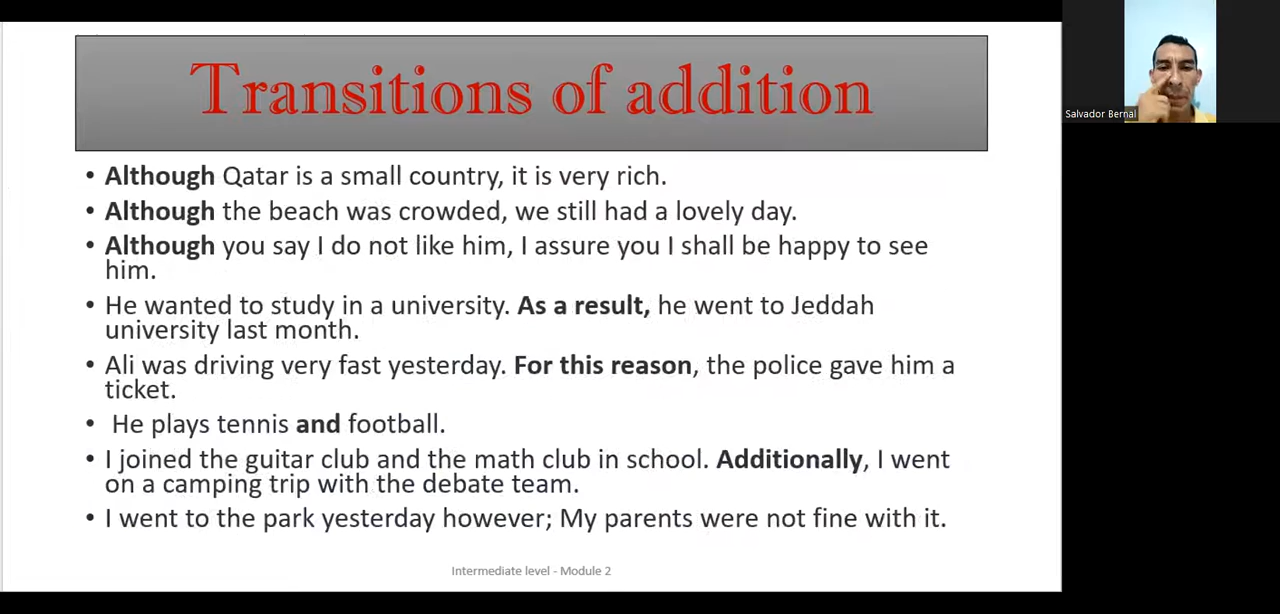 Transitions of addition
Salvador Bernal
• Although Qatar is a small country, it is very rich.
• Although the beach was crowded, we still had a lovely day.
• Although you say I do not like him, I assure you I shall be happy to see
him.
• He wanted to study in a university. As a result, he went to Jeddah
university last month.
• Ali was driving very fast yesterday. For this reason, the police gave him a
ticket.
• He plays tennis and football.
• I joined the guitar club and the math club in school. Additionally, I went
on a camping trip with the debate team.
• I went to the park yesterday however; My parents were not fine with it.
Intermediate level - Module 2